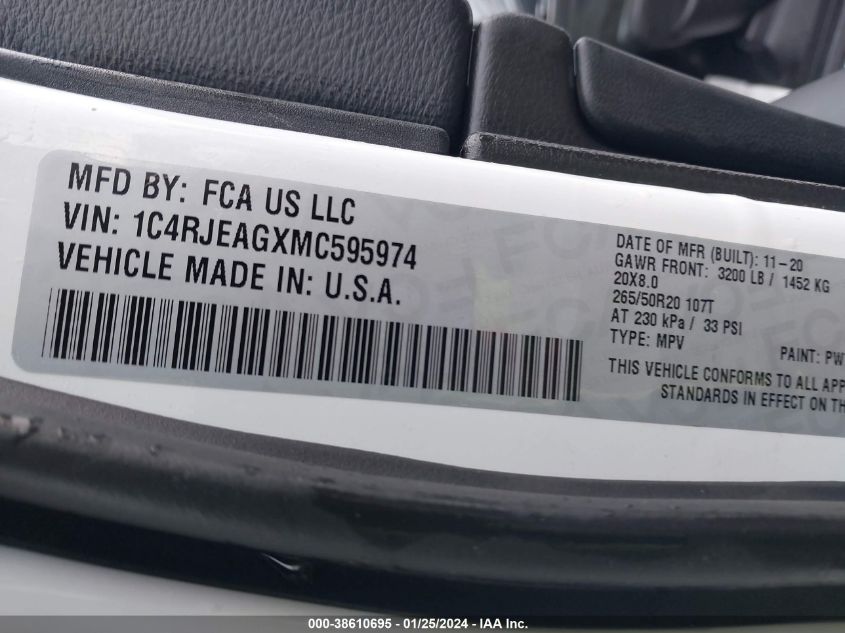 MFD BY: FCA US LLC
VIN: 1C4RJEAGXMC595974
VEHICLE MADE IN: U.S.A.
DATE OF MFR (BUILT): 11-20
GAWR FRONT: 3200 LB / 1452 KG
20X8.0
265/50R20 107T
AT 230 kPa / 33 PSI
TYPE: MPV
PAINT: PW
THIS VEHICLE CONFORMS TO ALL APP
STANDARDS IN EFFECT ON TH
000-38610695 - 01/25/2024 - IAA Inc.